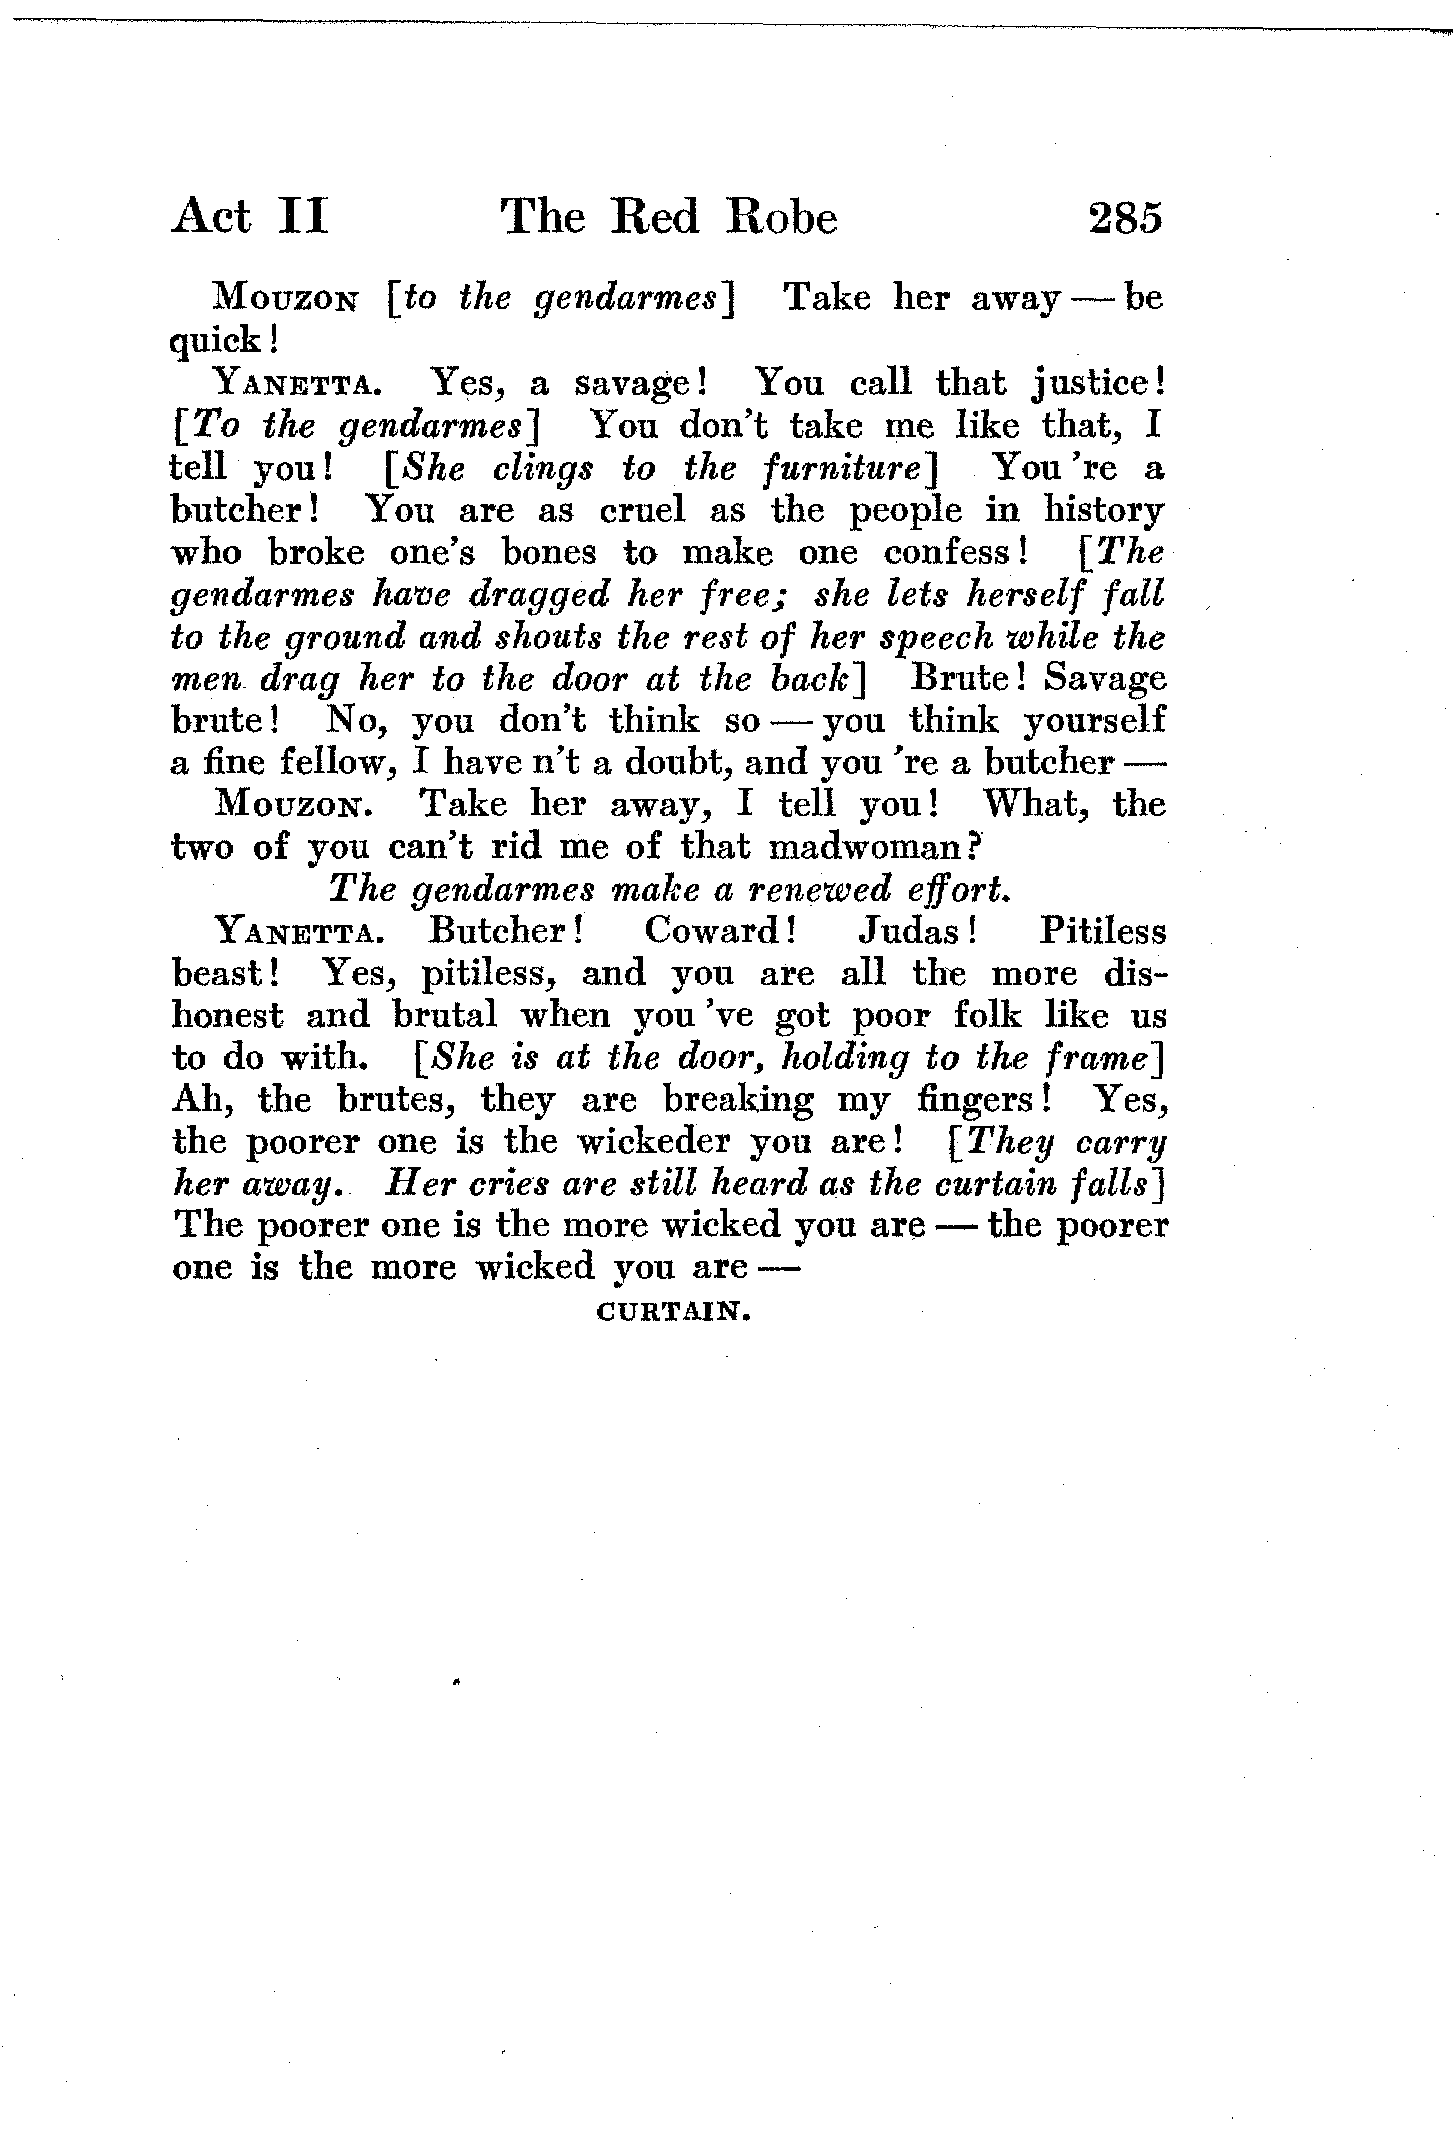 Act II The Red Robe 285
MOUZON [to the gendarmes] Take her away — be
quick!
YANETTA. Yes, a savage! You call that justice!
[To the gendarmes] You don't take me like that, I
tell you! [She clings to the furniture] You 're a
butcher! You are as cruel as the people in history
who broke one's bones to make one confess! [The
gendarmes have dragged her free; she lets herself fall
to the ground and shouts the rest of her speech while the
men drag her to the door at the back] Brute! Savage
brute! No, you don't think so — you think yourself
a fine fellow, I have n't a doubt, and you 're a butcher —
MOUZON. Take her away, I tell you! What, the
two of you can't rid me of that madwoman?
The gendarmes make a renewed effort.
YANETTA. Butcher! Coward! Judas! Pitiless
beast! Yes, pitiless, and you are all the more dis-
honest and brutal when you 've got poor folk like us
to do with. [She is at the door, holding to the frame]
Ah, the brutes, they are breaking my fingers! Yes,
the poorer one is the wickeder you are! [They carry
her away. Her cries are still heard as the curtain falls]
The poorer one is the more wicked you are — the poorer
one is the more wicked you are —
CURTAIN.